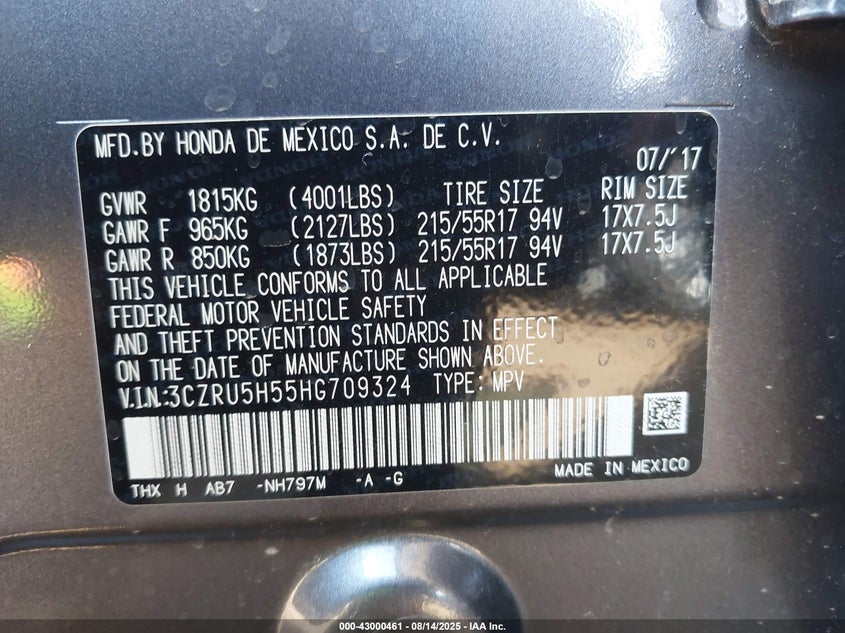 MFD.BY HONDA DE MEXICO S.A. DE C.V.
07/'17
GVWR 1815KG (4001LBS) TIRE SIZE RIM SIZE
GAWR F 965KG (2127LBS) 215/55R17 94V 17X7.5J
GAWR R 850KG (1873LBS) 215/55R17 94V 17X7.5J
THIS VEHICLE CONFORMS TO ALL APPLICABLE
FEDERAL MOTOR VEHICLE SAFETY
AND THEFT PREVENTION STANDARDS IN EFFECT
ON THE DATE OF MANUFACTURE SHOWN ABOVE.
V.I.N:3CZRU5H55HG709324 TYPE: MPV
THX H AB7 -NH797M -A -G
MADE IN MEXICO
000-43000461 - 08/14/2025 - IAA Inc.